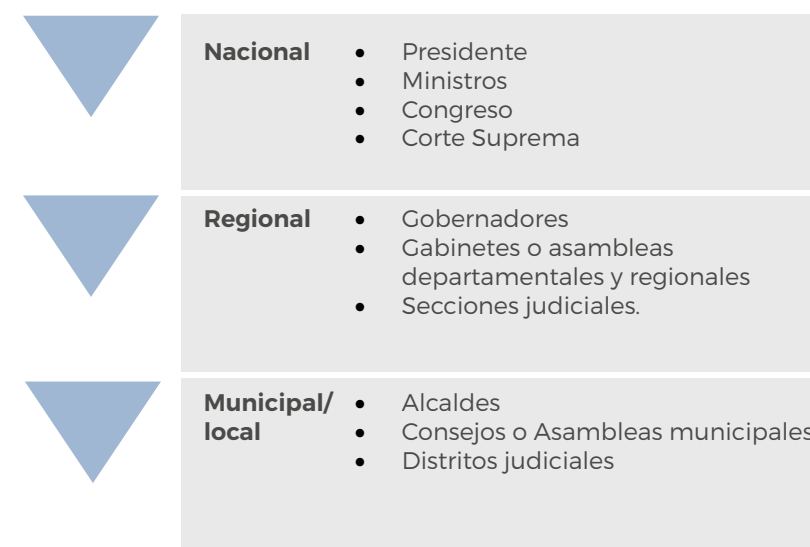 Nacional • Presidente
• Ministros
• Congreso
• Corte Suprema
Regional • Gobernadores
• Gabinetes o asambleas
departamentales y regionales
• Secciones judiciales.
Municipal/ • Alcaldes
local • Consejos o Asambleas municipales
• Distritos judiciales